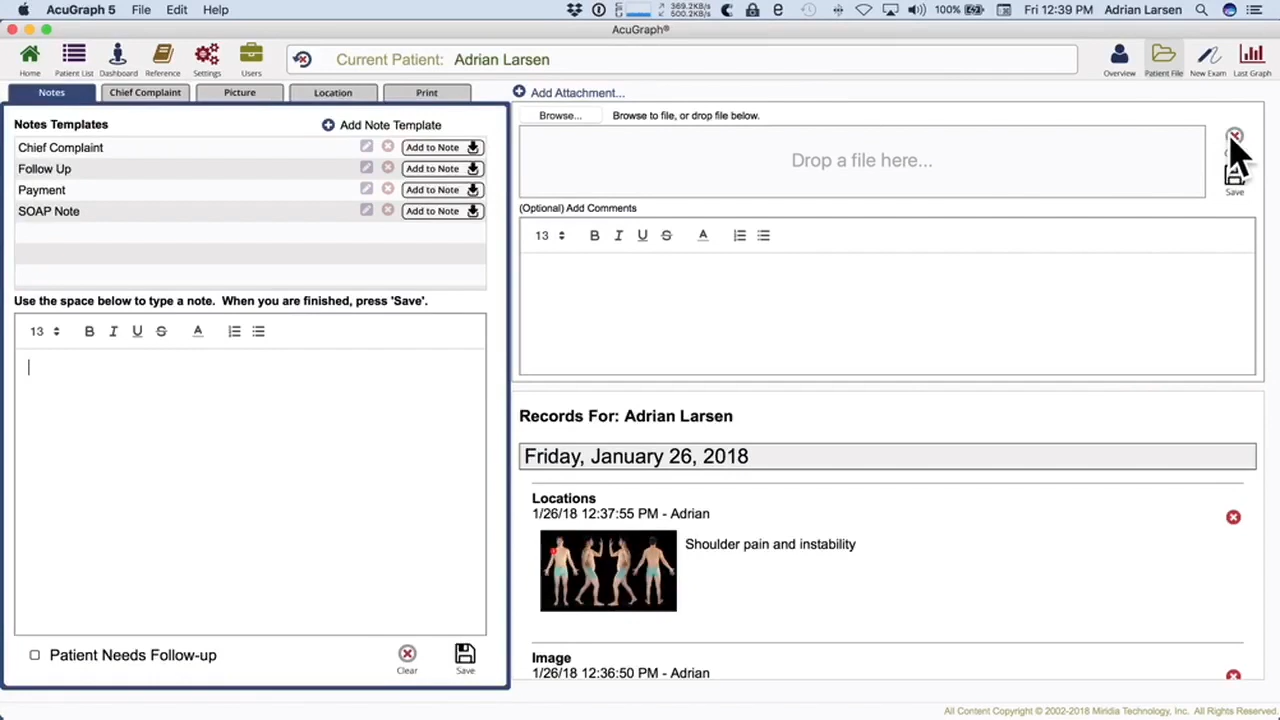 AcuGraph 5 File Edit Help 369.2KB/s 500.2KB/s 100% Fri 12:39 PM Adrian Larsen
AcuGraph®
Current Patient: Adrian Larsen
Home Patient List Dashboard Reference Settings Users Overview Patient File New Exam Last Graph
Notes Chief Complaint Picture Location Print
Notes Templates Add Note Template
Chief Complaint Add to Note
Follow Up Add to Note
Payment Add to Note
SOAP Note Add to Note
Use the space below to type a note. When you are finished, press 'Save'.
13 B I U S A
Patient Needs Follow-up
Clear Save
Add Attachment...
Browse... Browse to file, or drop file below.
Drop a file here...
Save
(Optional) Add Comments
13 B I U S A
Records For: Adrian Larsen
Friday, January 26, 2018
Locations
1/26/18 12:37:55 PM - Adrian
Shoulder pain and instability
Image
1/26/18 12:36:50 PM - Adrian
All Content Copyright © 2002-2018 Miridia Technology, Inc. All Rights Reserved.